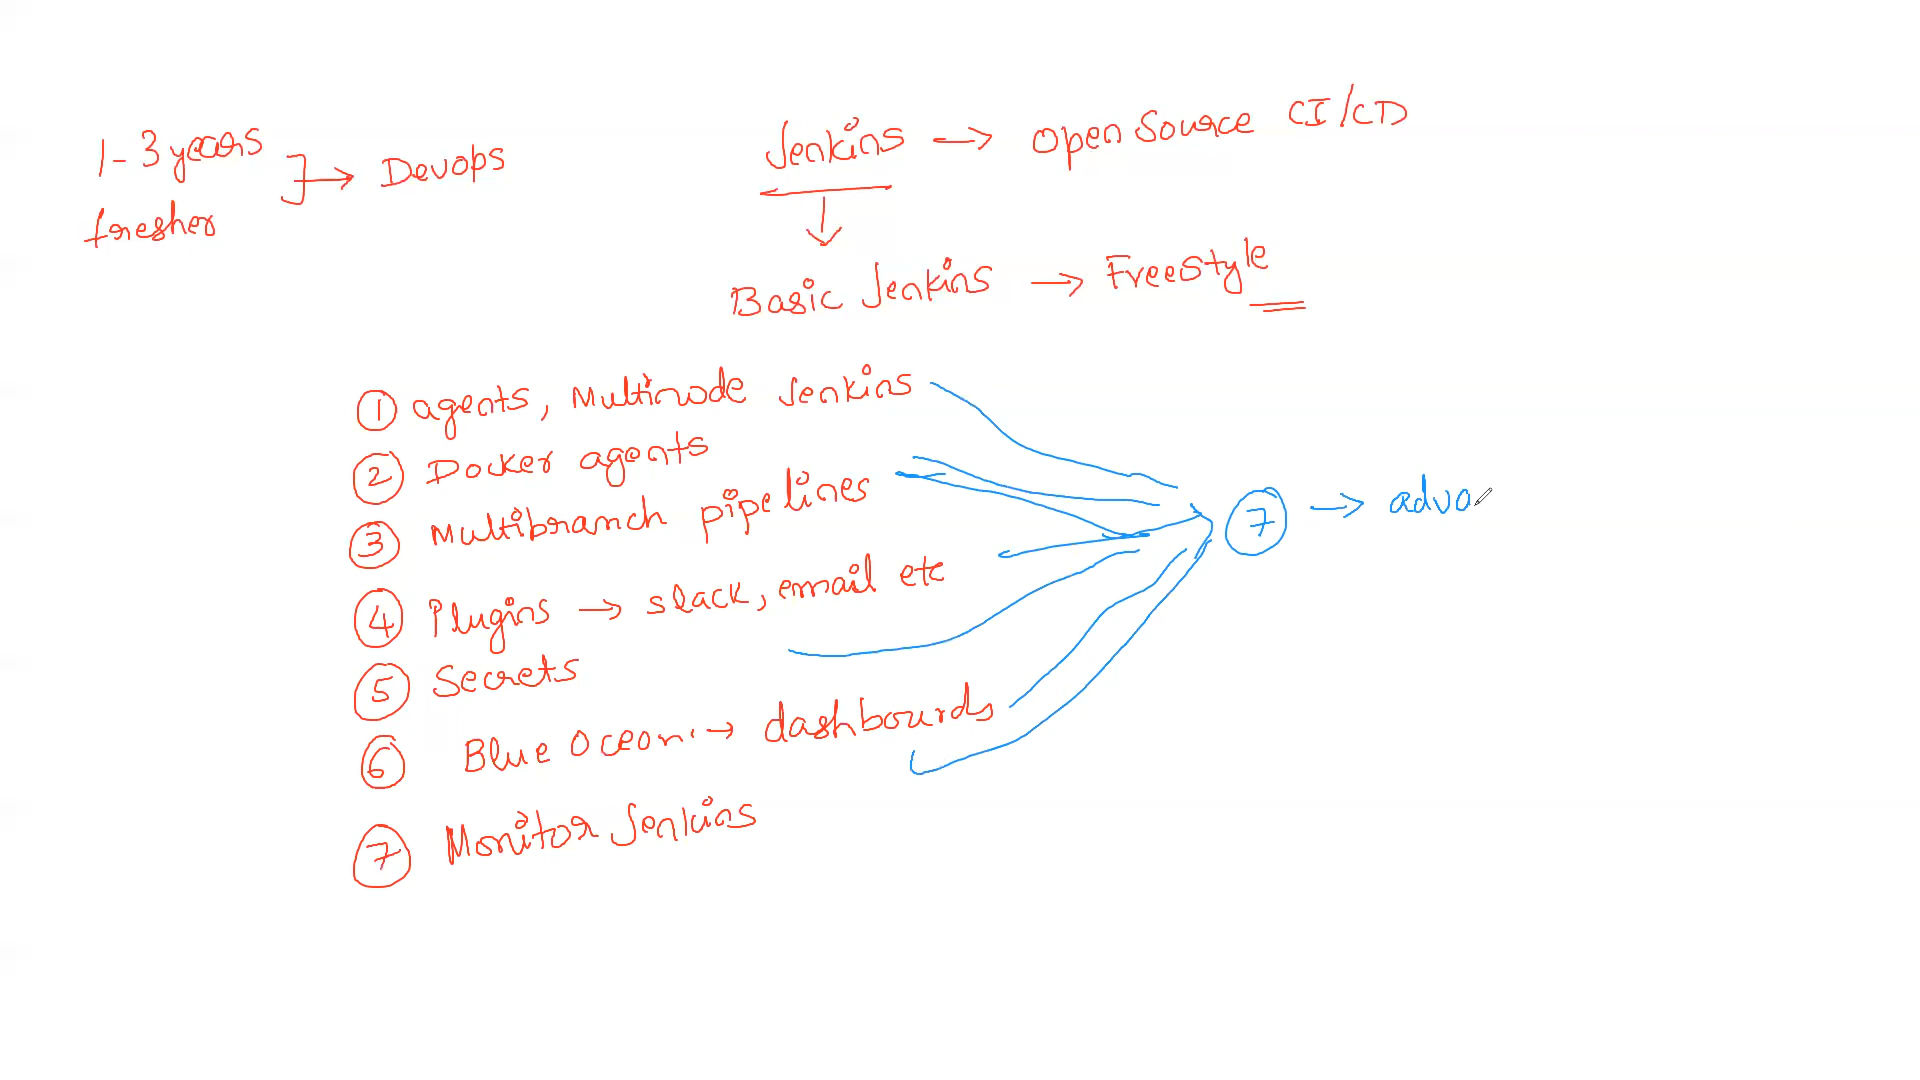 1-3 years
fresher
→ Devops
Jenkins → Open Source CI/CD
Basic Jenkins → Freestyle
① agents, Multinode Jenkins
② Docker agents
③ Multibranch pipelines
④ Plugins → slack, email etc
⑤ Secrets
⑥ Blue Ocean → dashbourds
⑦ Monitor Jenkins
⑦ → adva